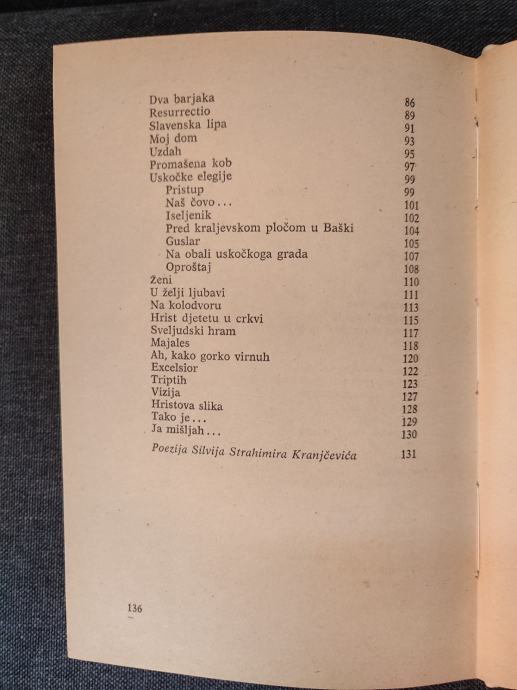 Dva barjaka 86
Resurrectio 89
Slavenska lipa 91
Moj dom 93
Uzdah 95
Promašena kob 97
Uskočke elegije 99
Pristup 99
Naš čovo... 101
Iseljenik 102
Pred kraljevskom pločom u Baški 104
Guslar 105
Na obali uskočkoga grada 107
Oproštaj 108
Ženi 110
U želji ljubavi 111
Na kolodvoru 113
Hrist djetetu u crkvi 115
Sveljudski hram 117
Majales 118
Ah, kako gorko virnuh 120
Excelsior 122
Triptih 123
Vizija 127
Hristova slika 128
Tako je... 129
Ja mišljah... 130
Poezija Silvija Strahimira Kranjčevića 131
136